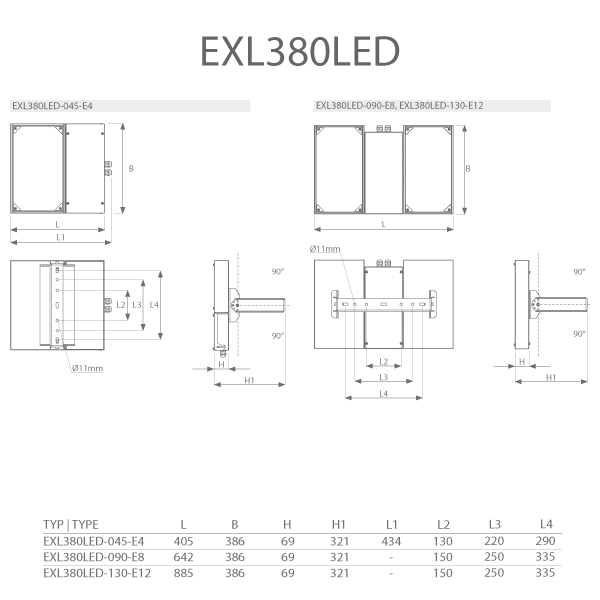 EXL380LED
EXL380LED-045-E4
EXL380LED-090-E8, EXL380LED-130-E12
B
L
L1
B
L
Ø11mm
90°
90°
L2
L3
L4
90°
90°
Ø11mm
H
H1
L2
L3
L4
H
H1
TYP | TYPE L B H H1 L1 L2 L3 L4
EXL380LED-045-E4 405 386 69 321 434 130 220 290
EXL380LED-090-E8 642 386 69 321 - 150 250 335
EXL380LED-130-E12 885 386 69 321 - 150 250 335